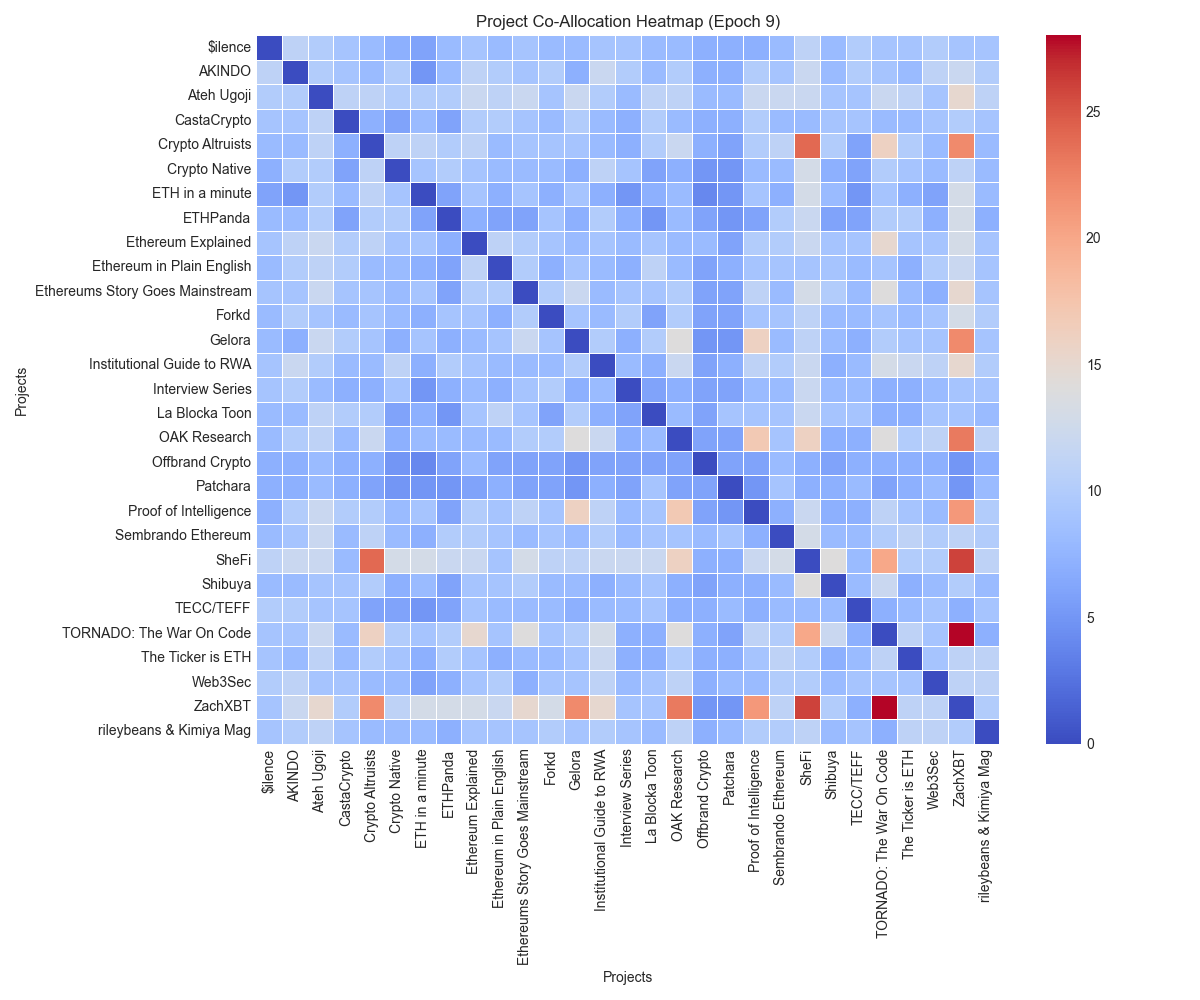 Project Co-Allocation Heatmap (Epoch 9)
$ilence
AKINDO
Ateh Ugoji
CastaCrypto
Crypto Altruists
Crypto Native
ETH in a minute
ETHPanda
Ethereum Explained
Ethereum in Plain English
Ethereums Story Goes Mainstream
Forkd
Gelora
Institutional Guide to RWA
Interview Series
La Blocka Toon
OAK Research
Offbrand Crypto
Patchara
Proof of Intelligence
Sembrando Ethereum
SheFi
Shibuya
TECC/TEFF
TORNADO: The War On Code
The Ticker is ETH
Web3Sec
ZachXBT
rileybeans & Kimiya Mag
Projects
$ilence
AKINDO
Ateh Ugoji
CastaCrypto
Crypto Altruists
Crypto Native
ETH in a minute
ETHPanda
Ethereum Explained
Ethereum in Plain English
Ethereums Story Goes Mainstream
Forkd
Gelora
Institutional Guide to RWA
Interview Series
La Blocka Toon
OAK Research
Offbrand Crypto
Patchara
Proof of Intelligence
Sembrando Ethereum
SheFi
Shibuya
TECC/TEFF
TORNADO: The War On Code
The Ticker is ETH
Web3Sec
ZachXBT
rileybeans & Kimiya Mag
Projects
25
20
15
10
5
0